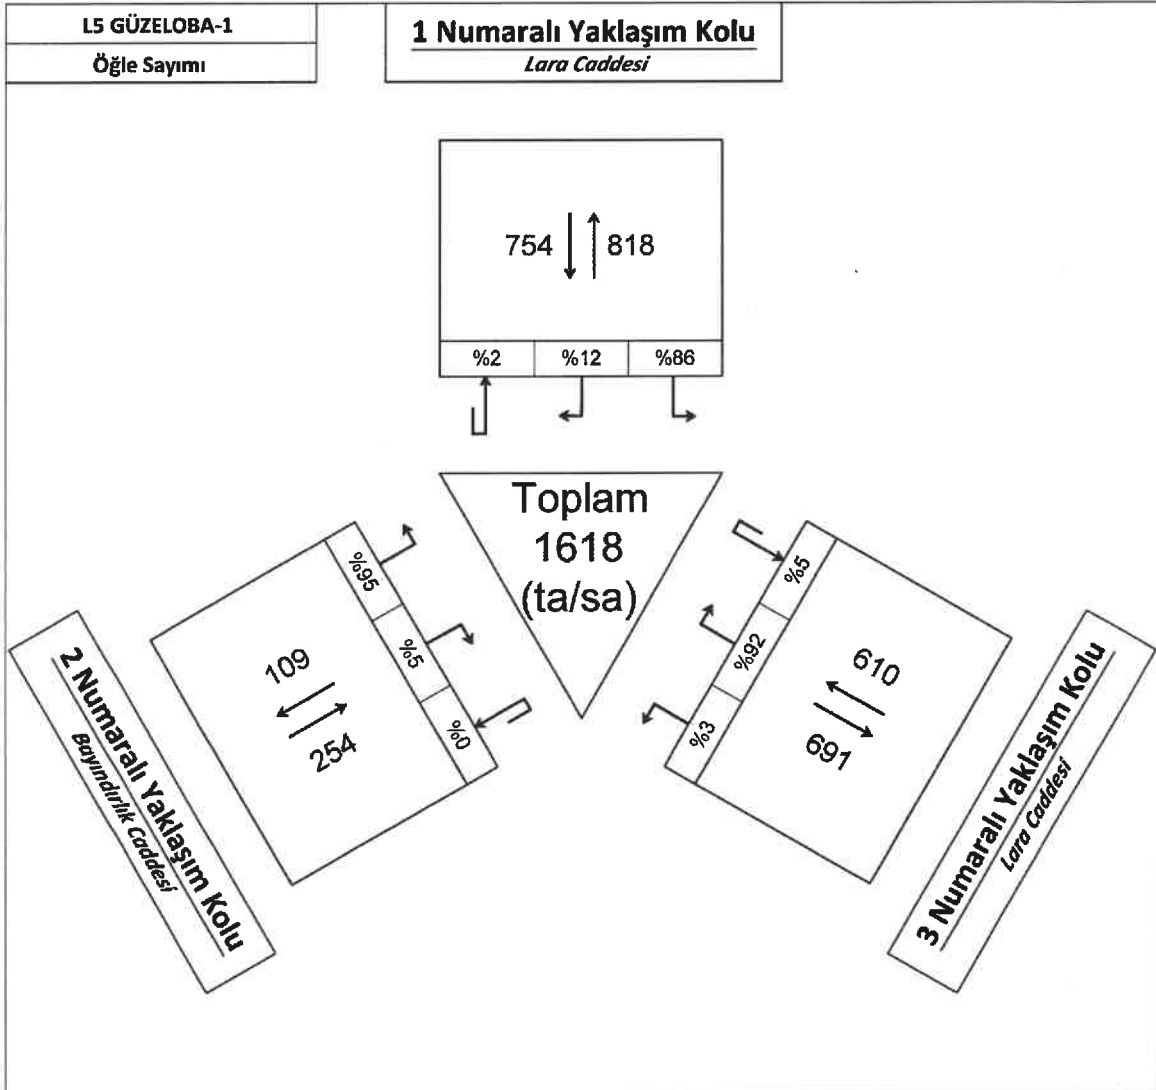 L5 GÜZELOBA-1
Öğle Sayımı
1 Numaralı Yaklaşım Kolu
Lara Caddesi
754
818
%2
%12
%86
Toplam
1618
(ta/sa)
%95
%5
%0
109
254
2 Numaralı Yaklaşım Kolu
Bayındırlık Caddesi
%5
%92
%3
610
691
3 Numaralı Yaklaşım Kolu
Lara Caddesi